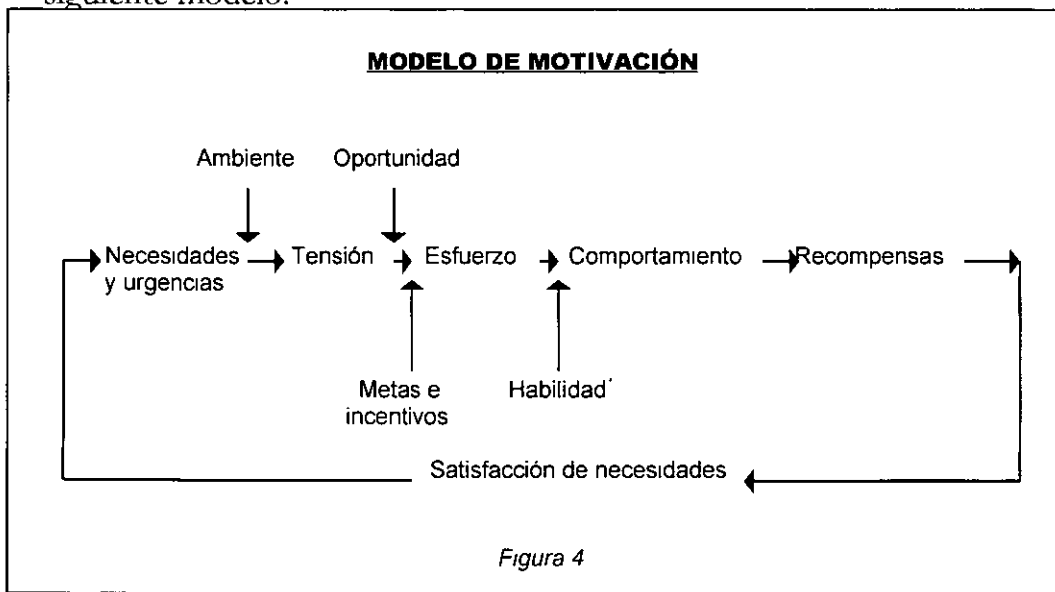 siguiente modelo:
MODELO DE MOTIVACIÓN
Ambiente Oportunidad
Necesidades Tensión Esfuerzo Comportamiento Recompensas
y urgencias
Metas e Habilidad
incentivos
Satisfacción de necesidades
Figura 4